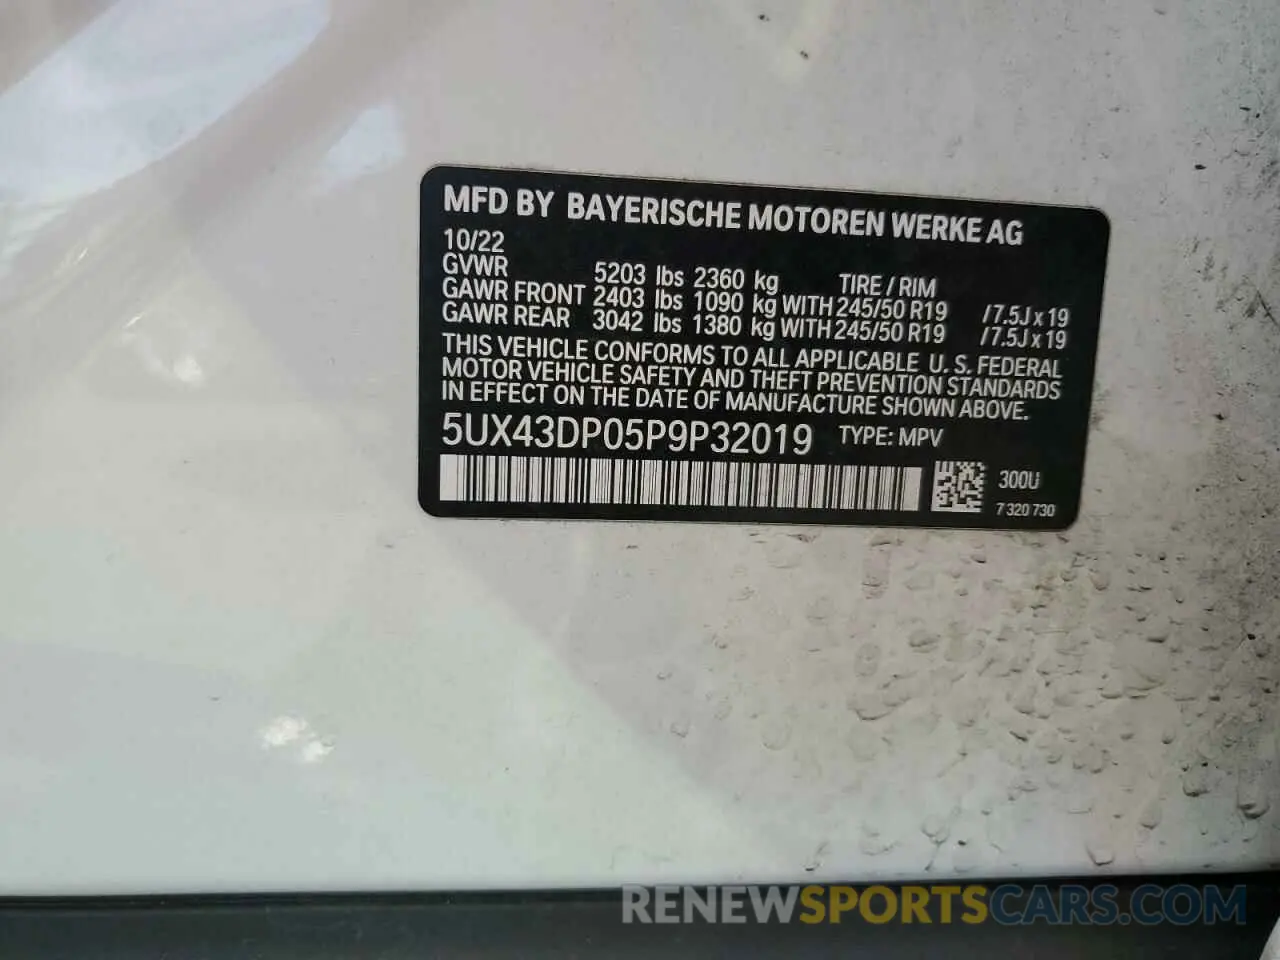 MFD BY BAYERISCHE MOTOREN WERKE AG
10/22
GVWR 5203 lbs 2360 kg TIRE / RIM
GAWR FRONT 2403 lbs 1090 kg WITH 245/50 R19 /7.5J x 19
GAWR REAR 3042 lbs 1380 kg WITH 245/50 R19 /7.5J x 19
THIS VEHICLE CONFORMS TO ALL APPLICABLE U. S. FEDERAL
MOTOR VEHICLE SAFETY AND THEFT PREVENTION STANDARDS
IN EFFECT ON THE DATE OF MANUFACTURE SHOWN ABOVE.
5UX43DP05P9P32019 TYPE: MPV
300U
7 320 730
RENEWSPORTSCARS.COM